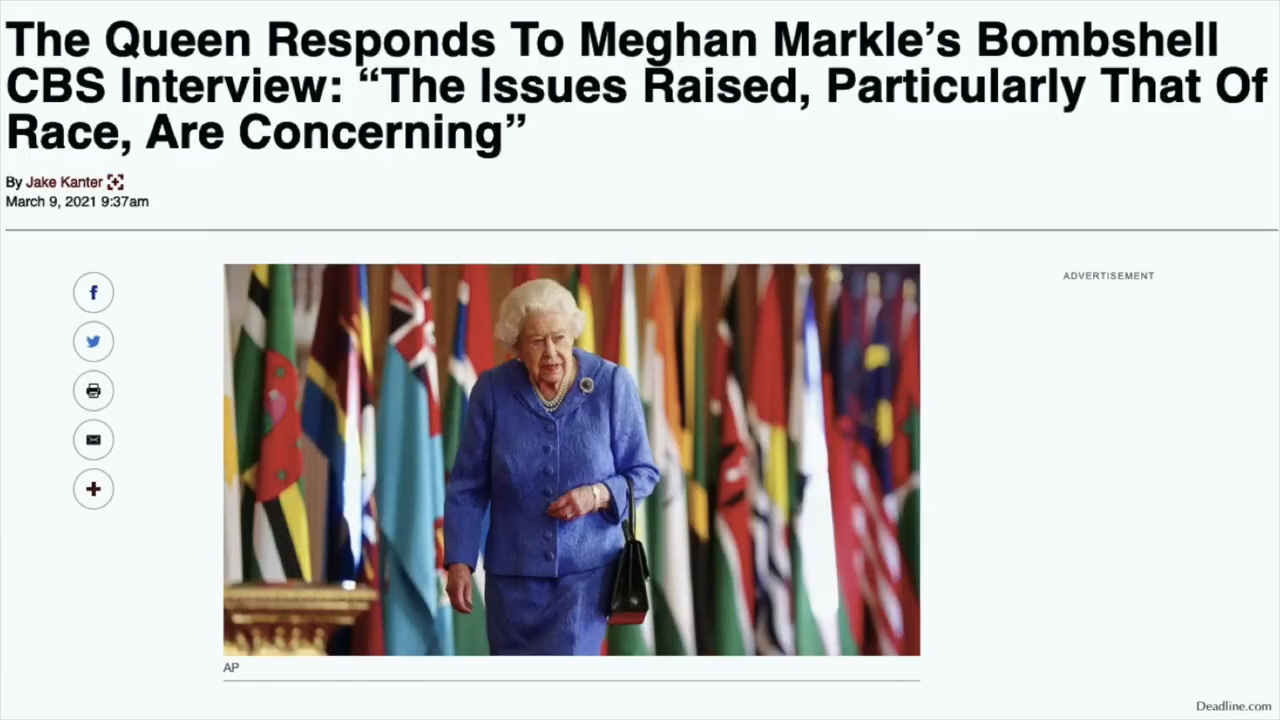 The Queen Responds To Meghan Markle’s Bombshell
CBS Interview: “The Issues Raised, Particularly That Of
Race, Are Concerning”
By Jake Kanter
March 9, 2021 9:37am
ADVERTISEMENT
AP
Deadline.com